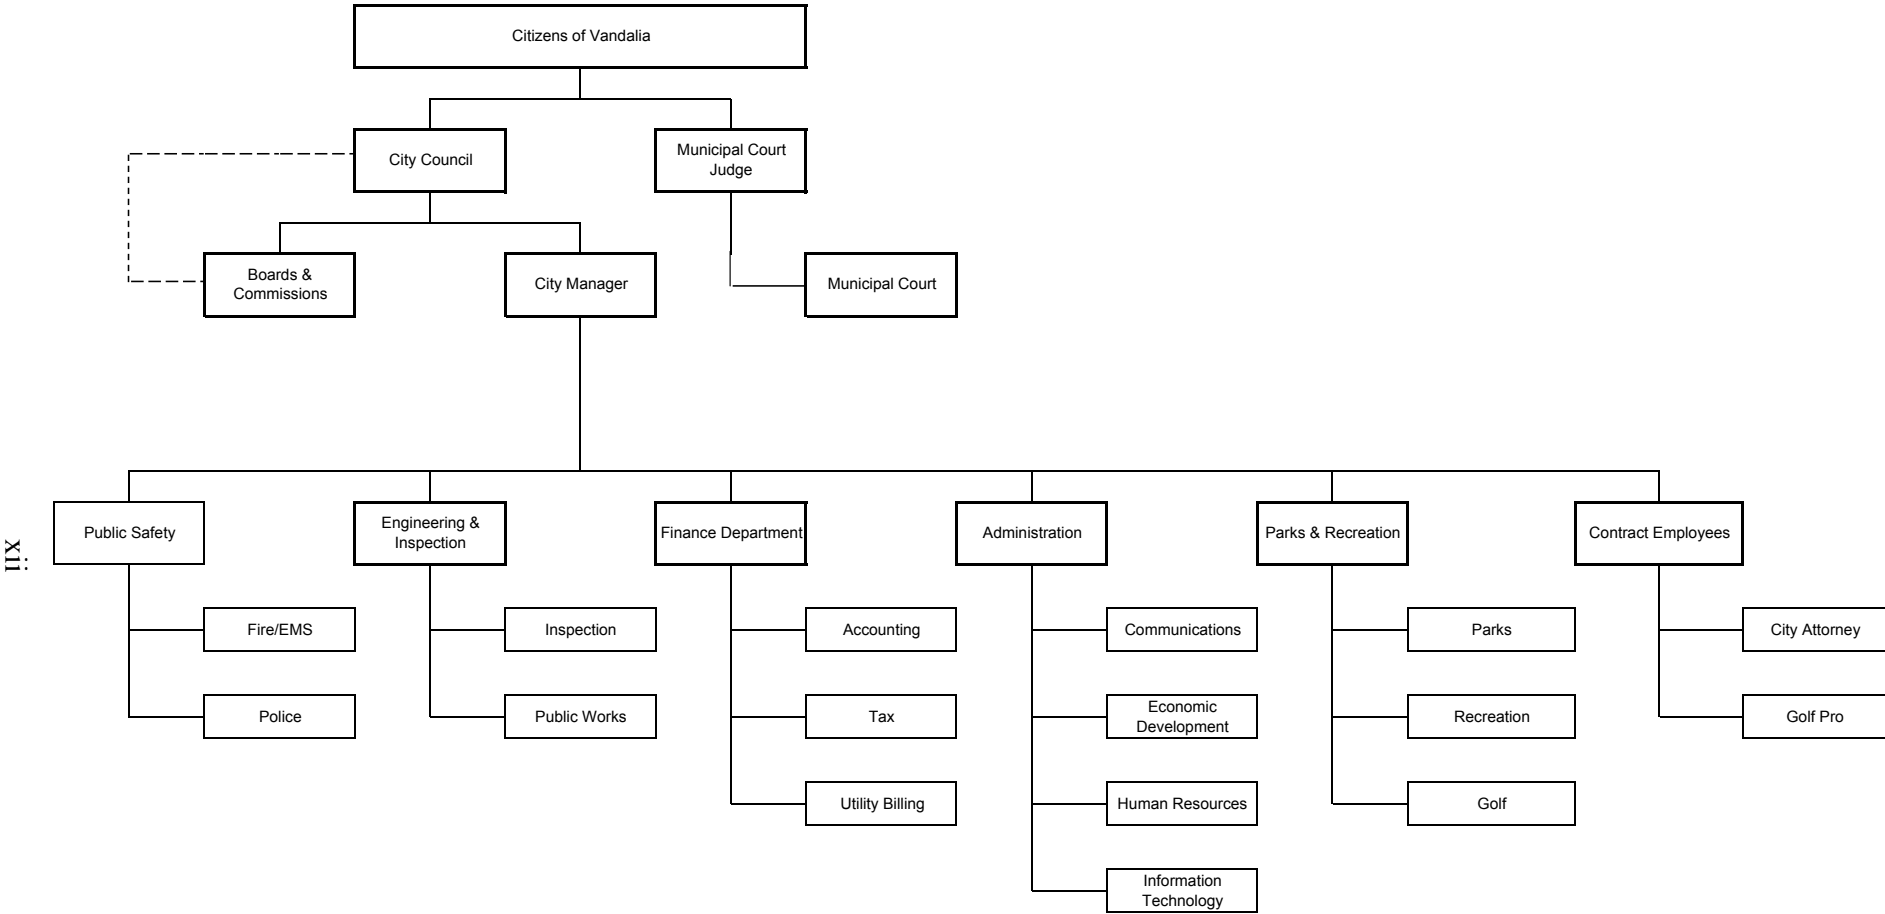 Citizens of Vandalia
City Council
Municipal Court
Judge
Boards &
Commissions
City Manager
Municipal Court
Public Safety
Engineering &
Inspection
Finance Department
Administration
Parks & Recreation
Contract Employees
Fire/EMS
Inspection
Accounting
Communications
Parks
City Attorney
Police
Public Works
Tax
Economic
Development
Recreation
Golf Pro
Utility Billing
Human Resources
Golf
Information
Technology
xii